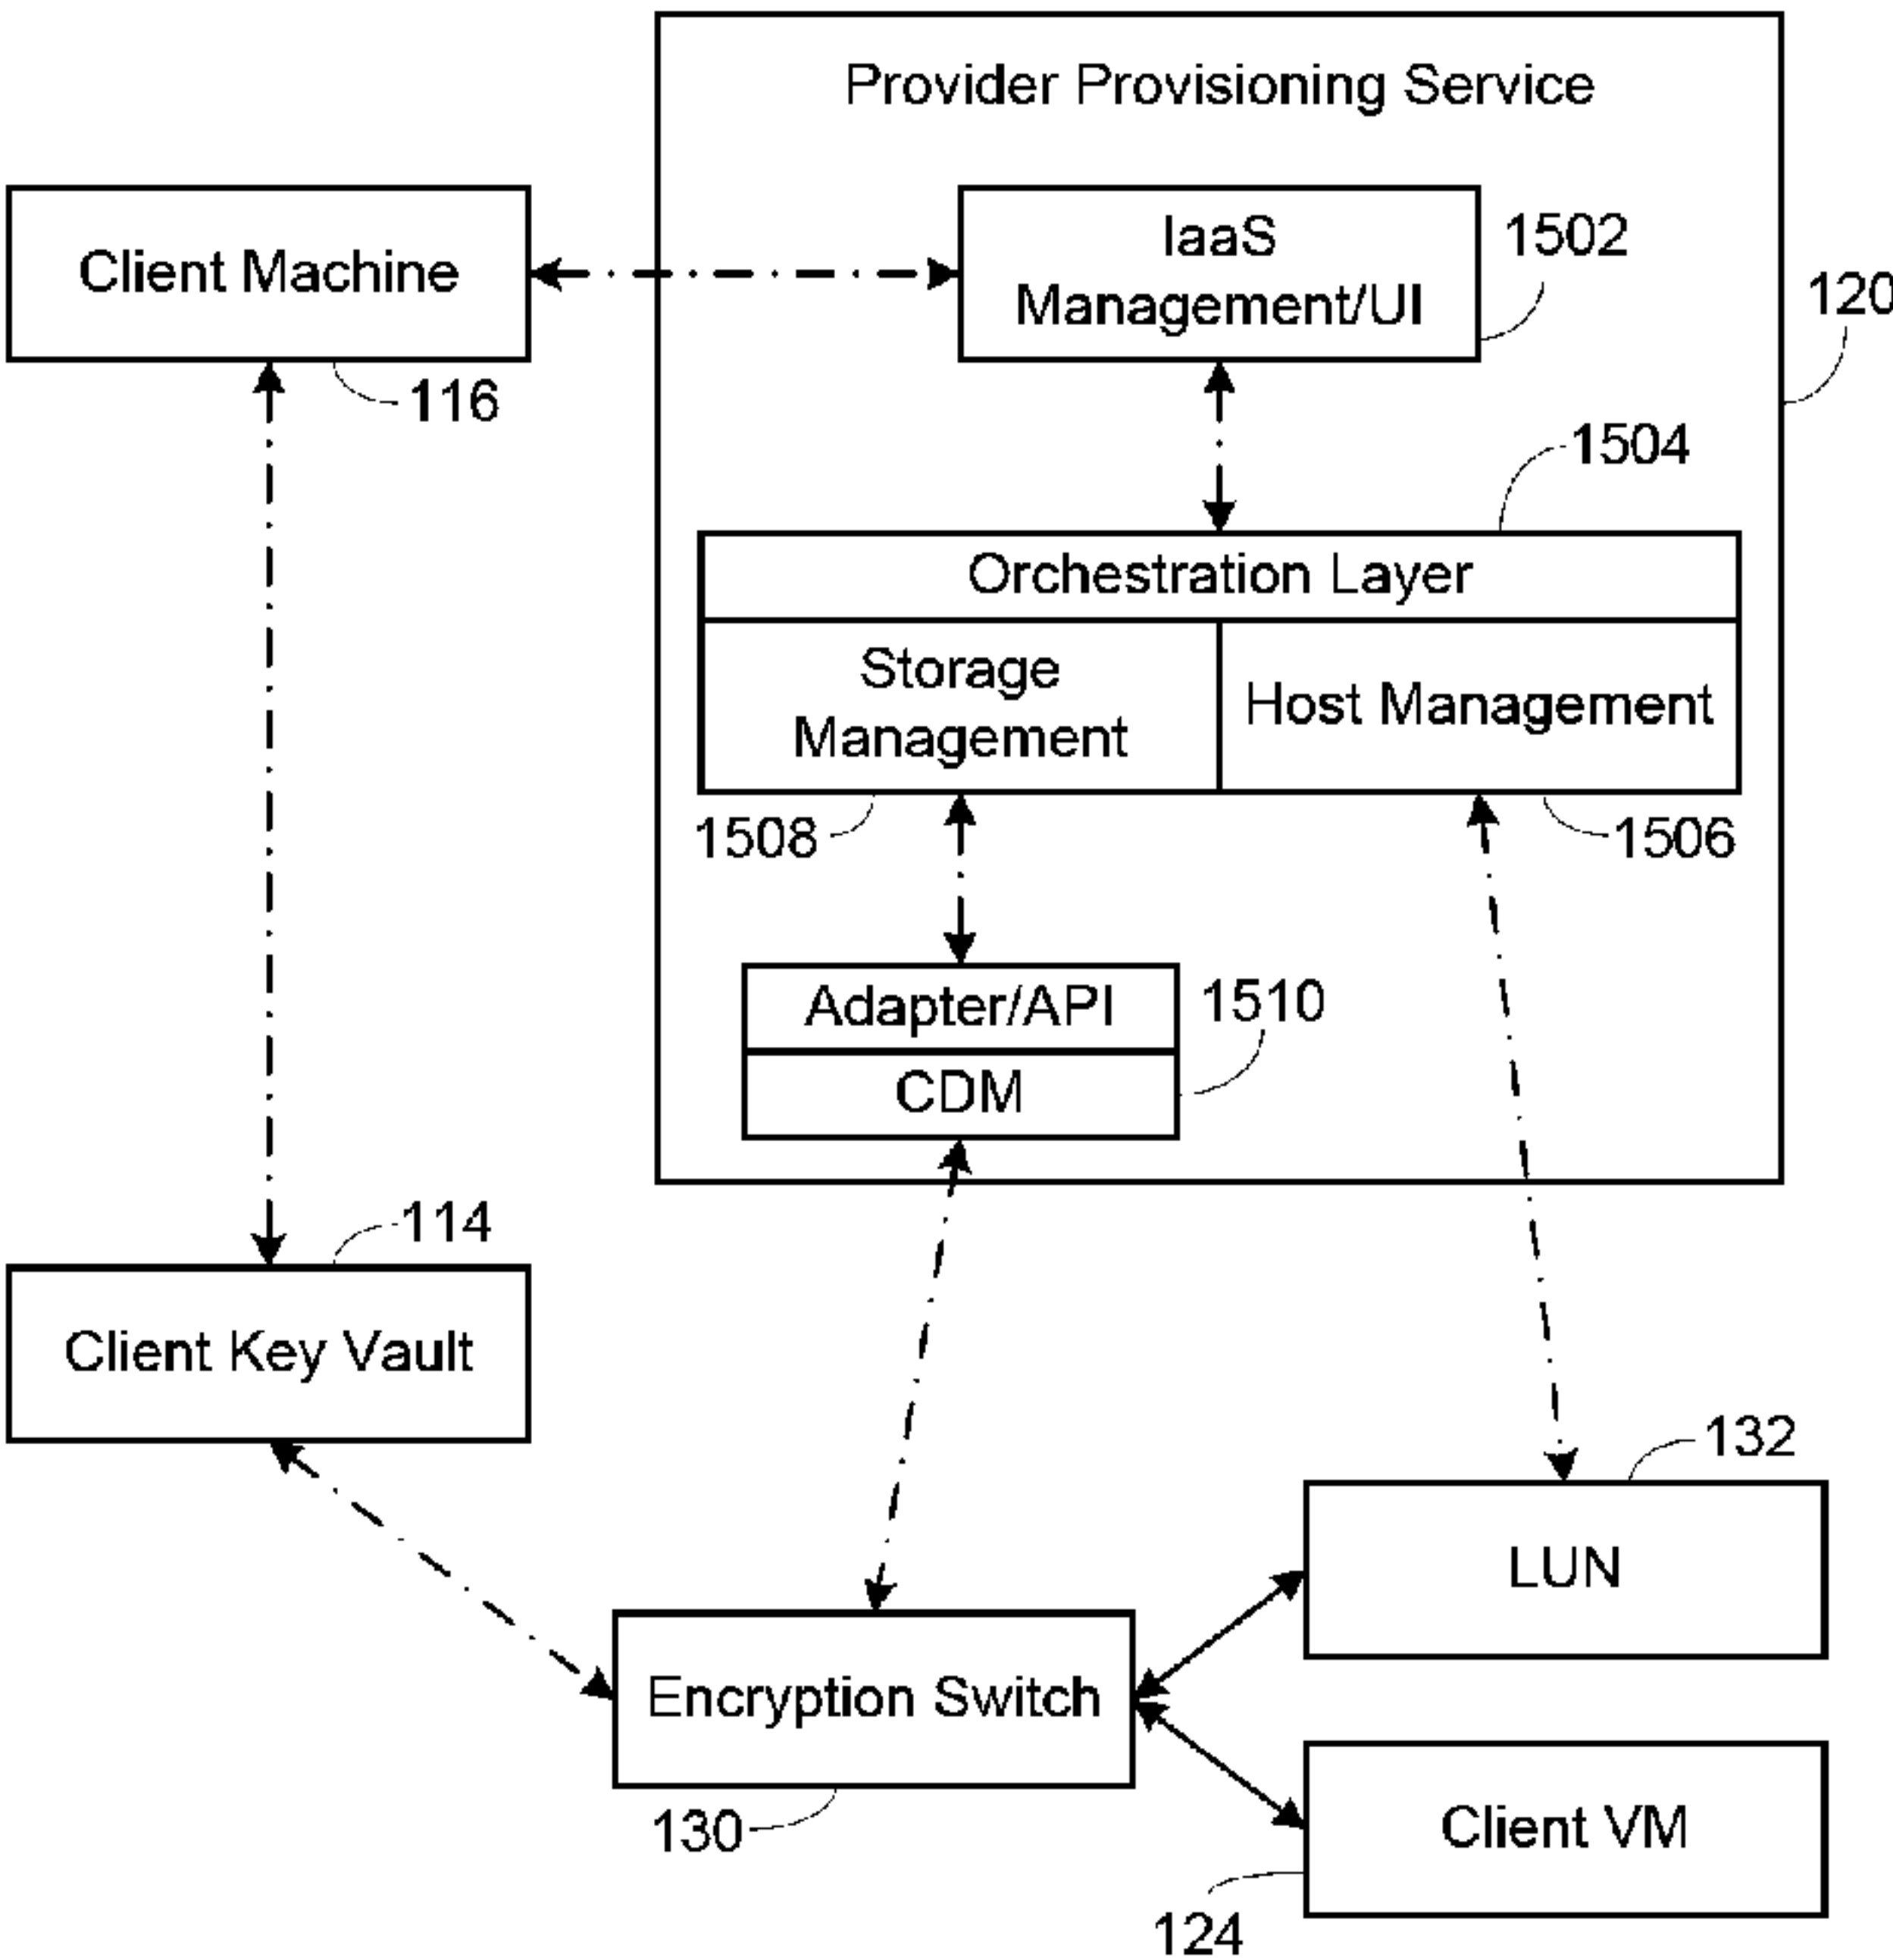 Provider Provisioning Service
Client Machine
IaaS
Management/UI
1502
120
116
1504
Orchestration Layer
Storage
Management
Host Management
1508
1506
Adapter/API
1510
CDM
114
Client Key Vault
132
LUN
Encryption Switch
130
Client VM
124